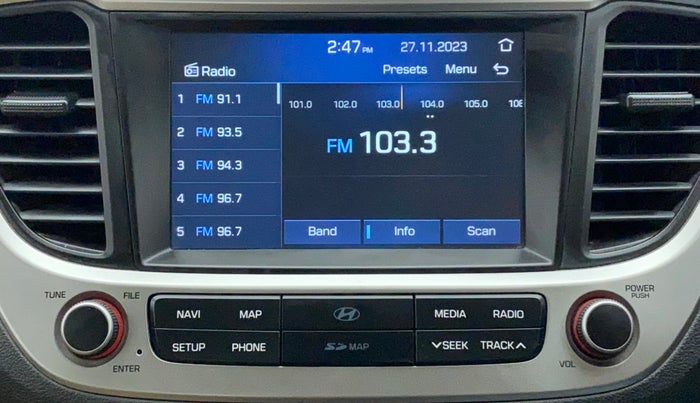 2:47 PM 27.11.2023
Radio Presets Menu
1 FM 91.1
2 FM 93.5
3 FM 94.3
4 FM 96.7
5 FM 96.7
101.0 102.0 103.0 104.0 105.0
FM 103.3
Band Info Scan
TUNE FILE
ENTER
NAVI MAP
SETUP PHONE
SD MAP
MEDIA RADIO
SEEK TRACK
POWER
PUSH
VOL